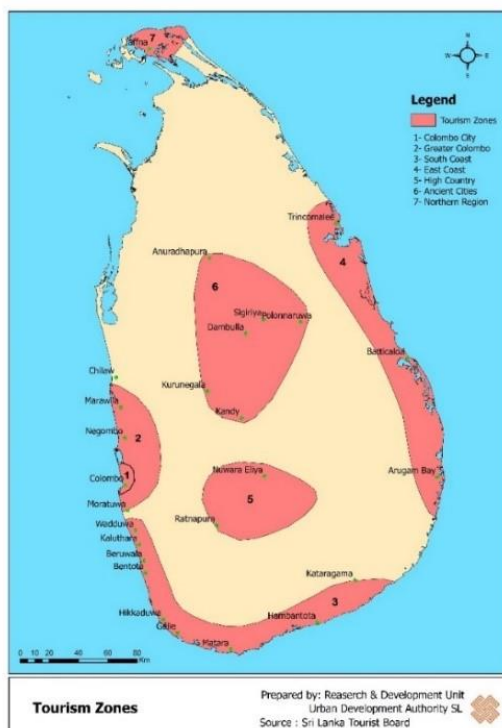 7
Jaffna
N
W
E
S
Legend
Tourism Zones
1- Colombo City
2- Greater Colombo
3- South Coast
4- East Coast
5- High Country
6- Ancient Cities
7- Northern Region
Trincomalee
4
Anuradhapura
6
Sigiriya
Polonnaruwa
Dambulla
Batticaloa
Chilaw
Kurunegala
Marawila
Kandy
Negombo
2
Nuwara Eliya
Arugam Bay
1
Colombo
5
Moratuwa
Ratnapura
Wadduwa
Kaluthara
Beruwala
Bentota
Kataragama
3
Hikkaduwa
Hambantota
Galle
Matara
0 20 40 80
Km
Tourism Zones
Prepared by: Reaserch & Development Unit
Urban Development Authority SL
Source : Sri Lanka Tourist Board